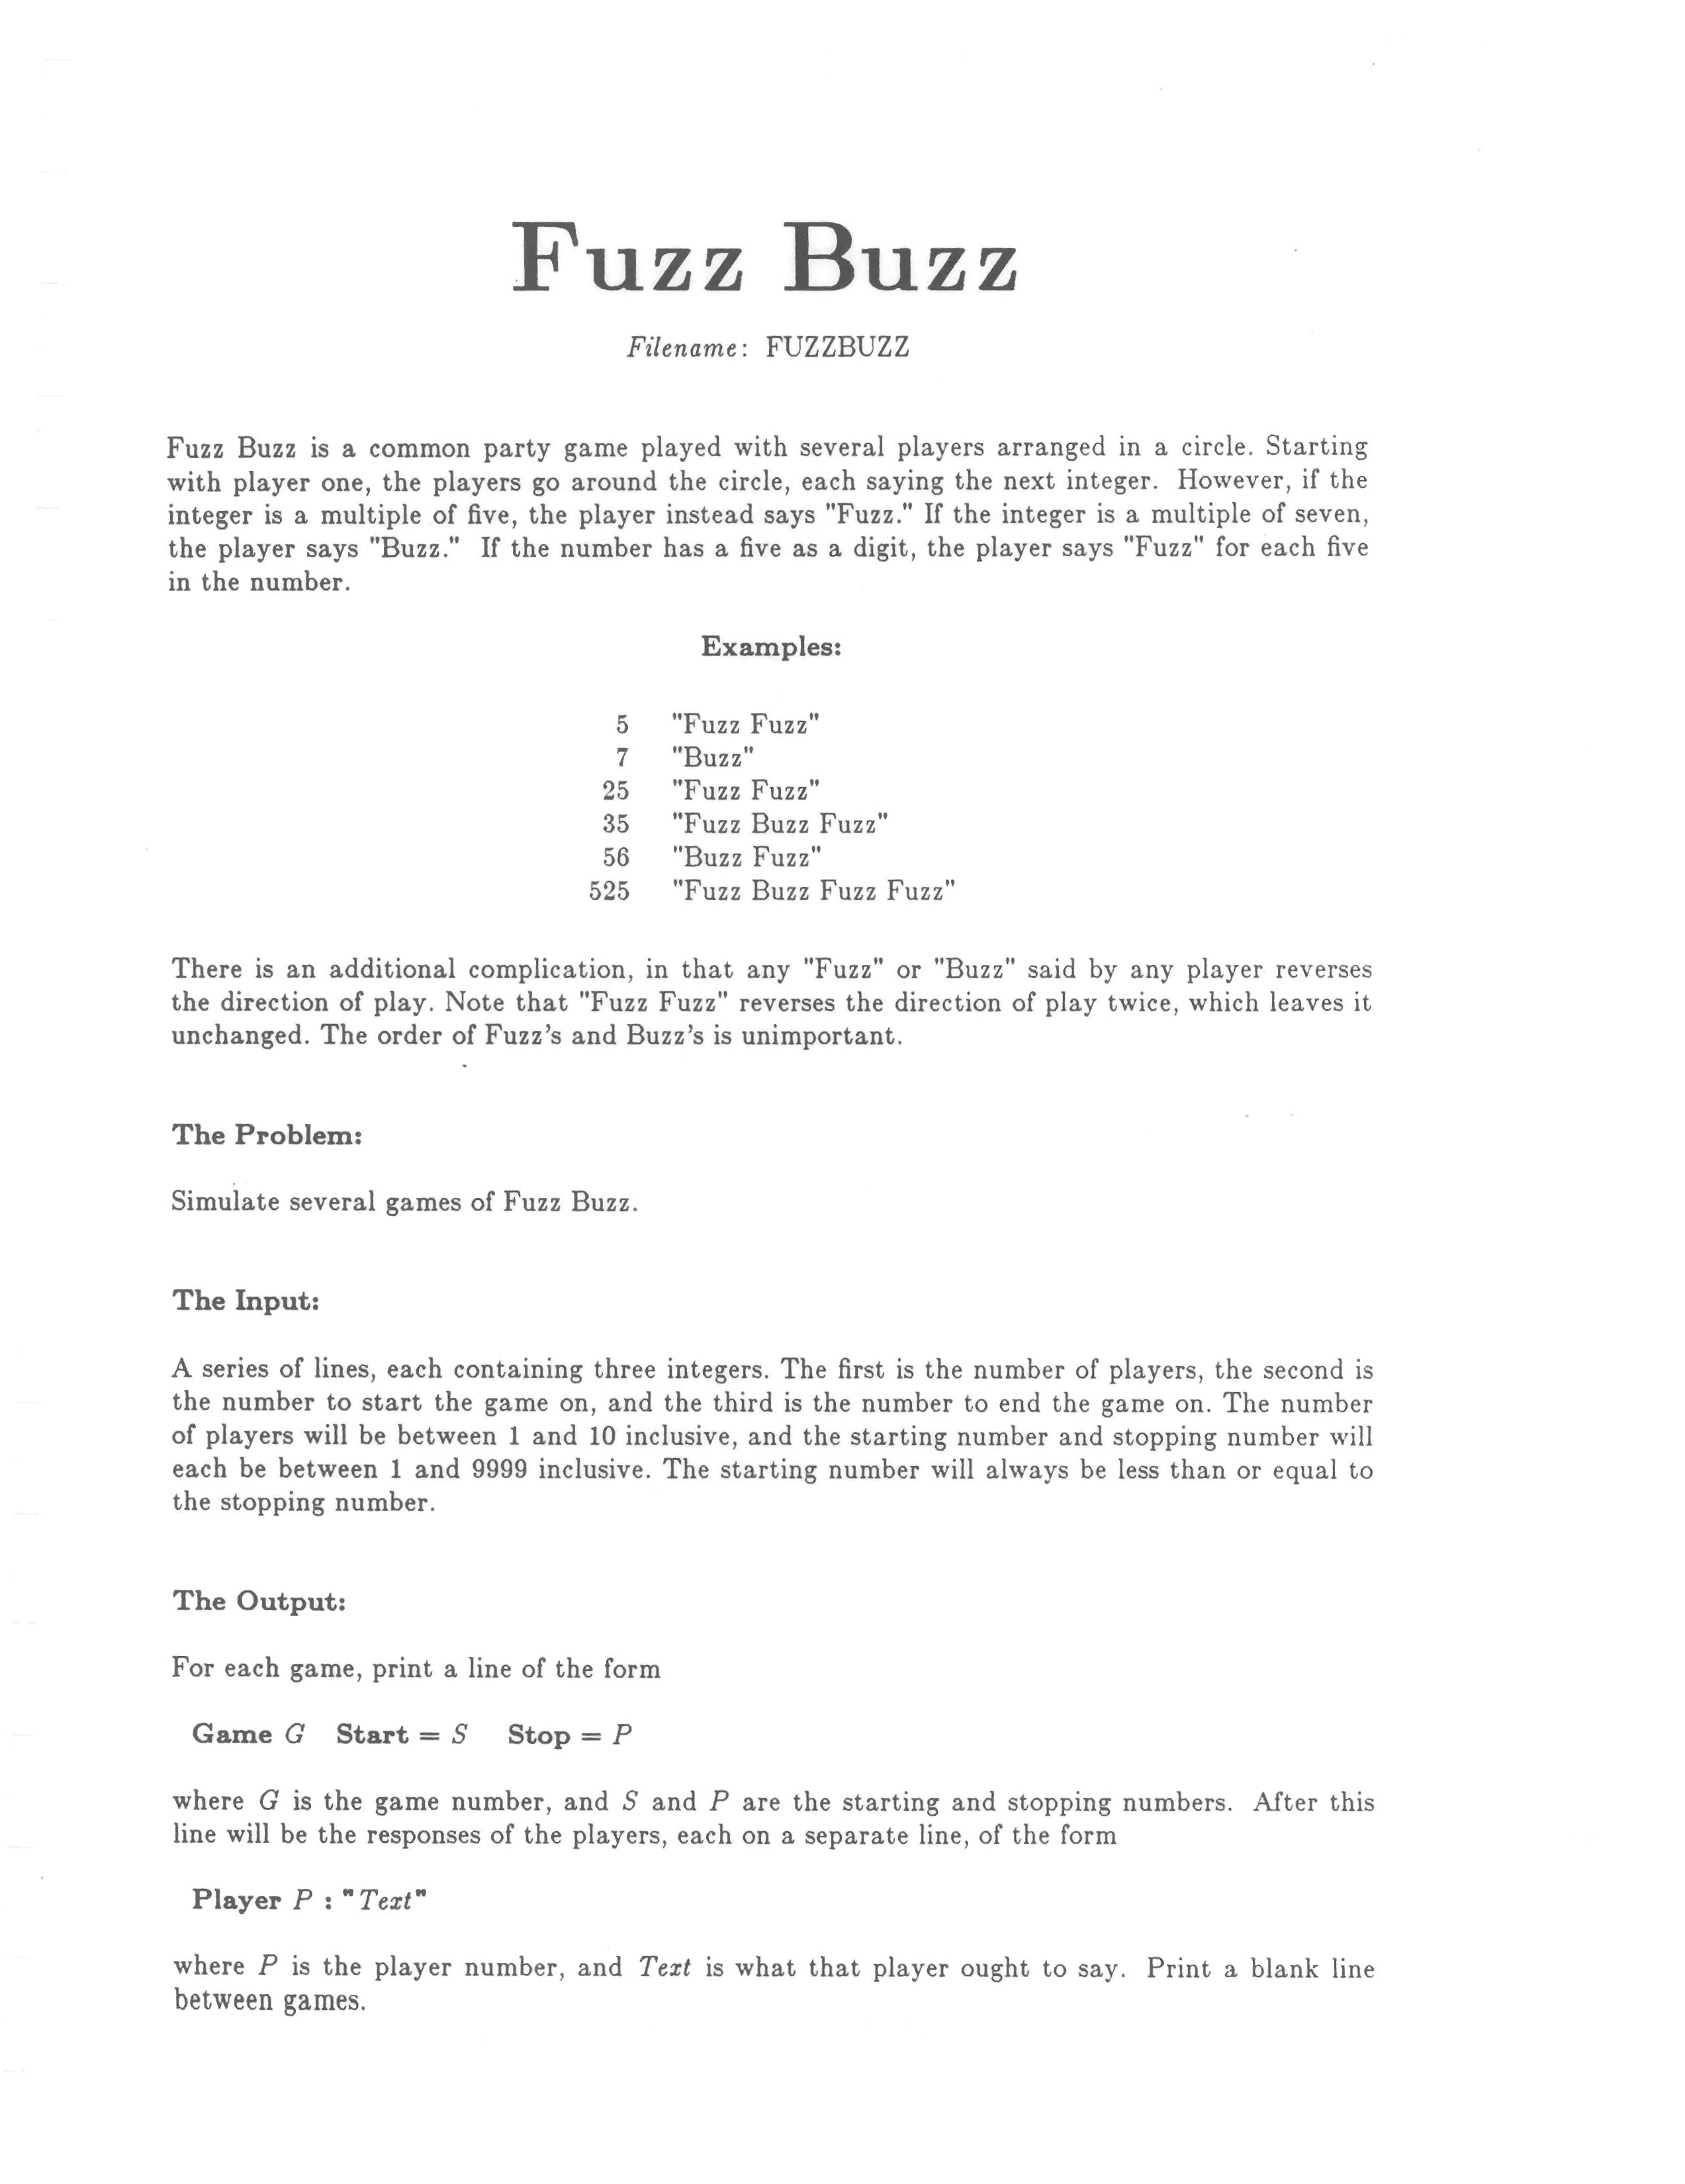 Fuzz Buzz
Filename: FUZZBUZZ
Fuzz Buzz is a common party game played with several players arranged in a circle. Starting
with player one, the players go around the circle, each saying the next integer. However, if the
integer is a multiple of five, the player instead says "Fuzz." If the integer is a multiple of seven,
the player says "Buzz." If the number has a five as a digit, the player says "Fuzz" for each five
in the number.
Examples:
5 "Fuzz Fuzz"
7 "Buzz"
25 "Fuzz Fuzz"
35 "Fuzz Buzz Fuzz"
56 "Buzz Fuzz"
525 "Fuzz Buzz Fuzz Fuzz"
There is an additional complication, in that any "Fuzz" or "Buzz" said by any player reverses
the direction of play. Note that "Fuzz Fuzz" reverses the direction of play twice, which leaves it
unchanged. The order of Fuzz's and Buzz's is unimportant.
The Problem:
Simulate several games of Fuzz Buzz.
The Input:
A series of lines, each containing three integers. The first is the number of players, the second is
the number to start the game on, and the third is the number to end the game on. The number
of players will be between 1 and 10 inclusive, and the starting number and stopping number will
each be between 1 and 9999 inclusive. The starting number will always be less than or equal to
the stopping number.
The Output:
For each game, print a line of the form
Game G Start = S Stop = P
where G is the game number, and S and P are the starting and stopping numbers. After this
line will be the responses of the players, each on a separate line, of the form
Player P : "Text"
where P is the player number, and Text is what that player ought to say. Print a blank line
between games.